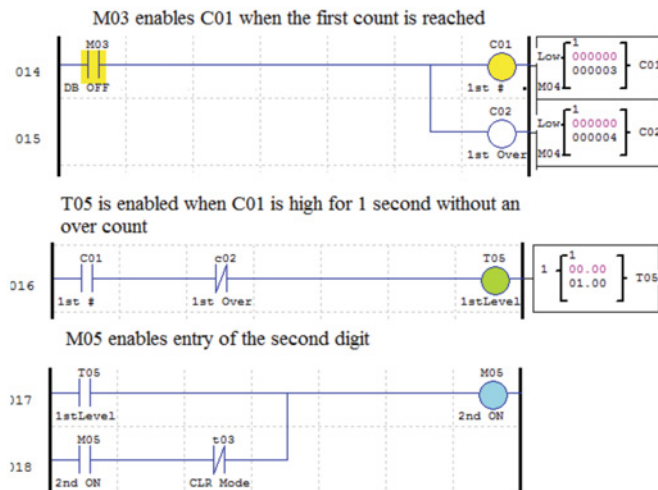 M03 enables C01 when the first count is reached
M03
C01
1
014
Low
000000
000003
C01
DB OFF
1st #
M04
C02
1
015
Low
000000
000004
C02
1st Over
M04
T05 is enabled when C01 is high for 1 second without an
over count
C01
c02
T05
1
016
1
00.00
01.00
T05
1st #
1st Over
1stLevel
M05 enables entry of the second digit
T05
M05
017
1stLevel
2nd ON
M05
t03
018
2nd ON
CLR Mode